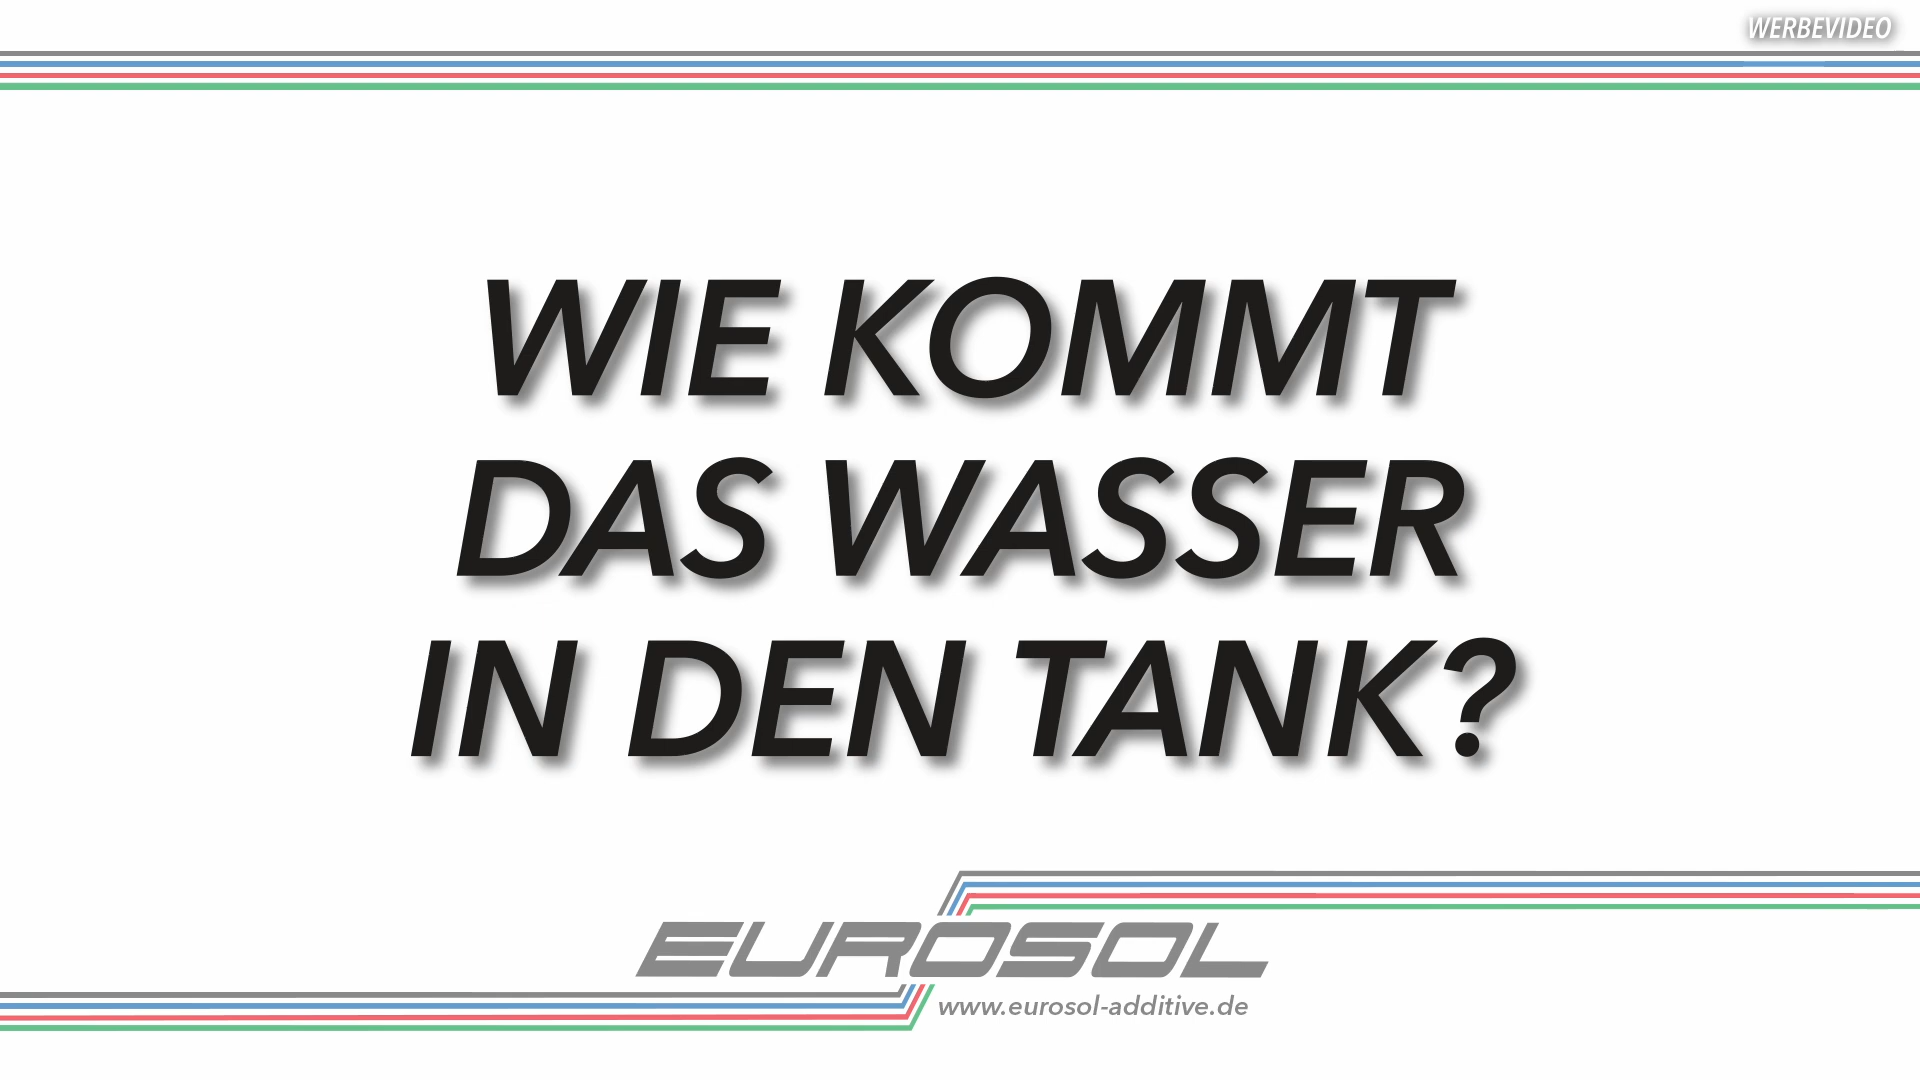 WERBEVIDEO
WIE KOMMT
DAS WASSER
IN DEN TANK?
EUROSOL
www.eurosol-additive.de